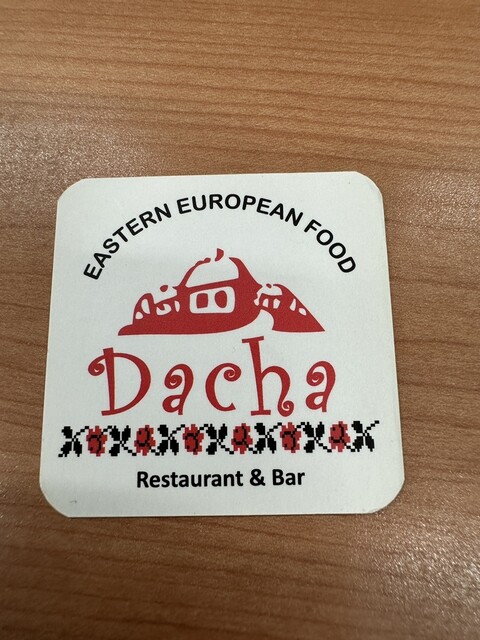 EASTERN EUROPEAN FOOD
Dacha
Restaurant & Bar